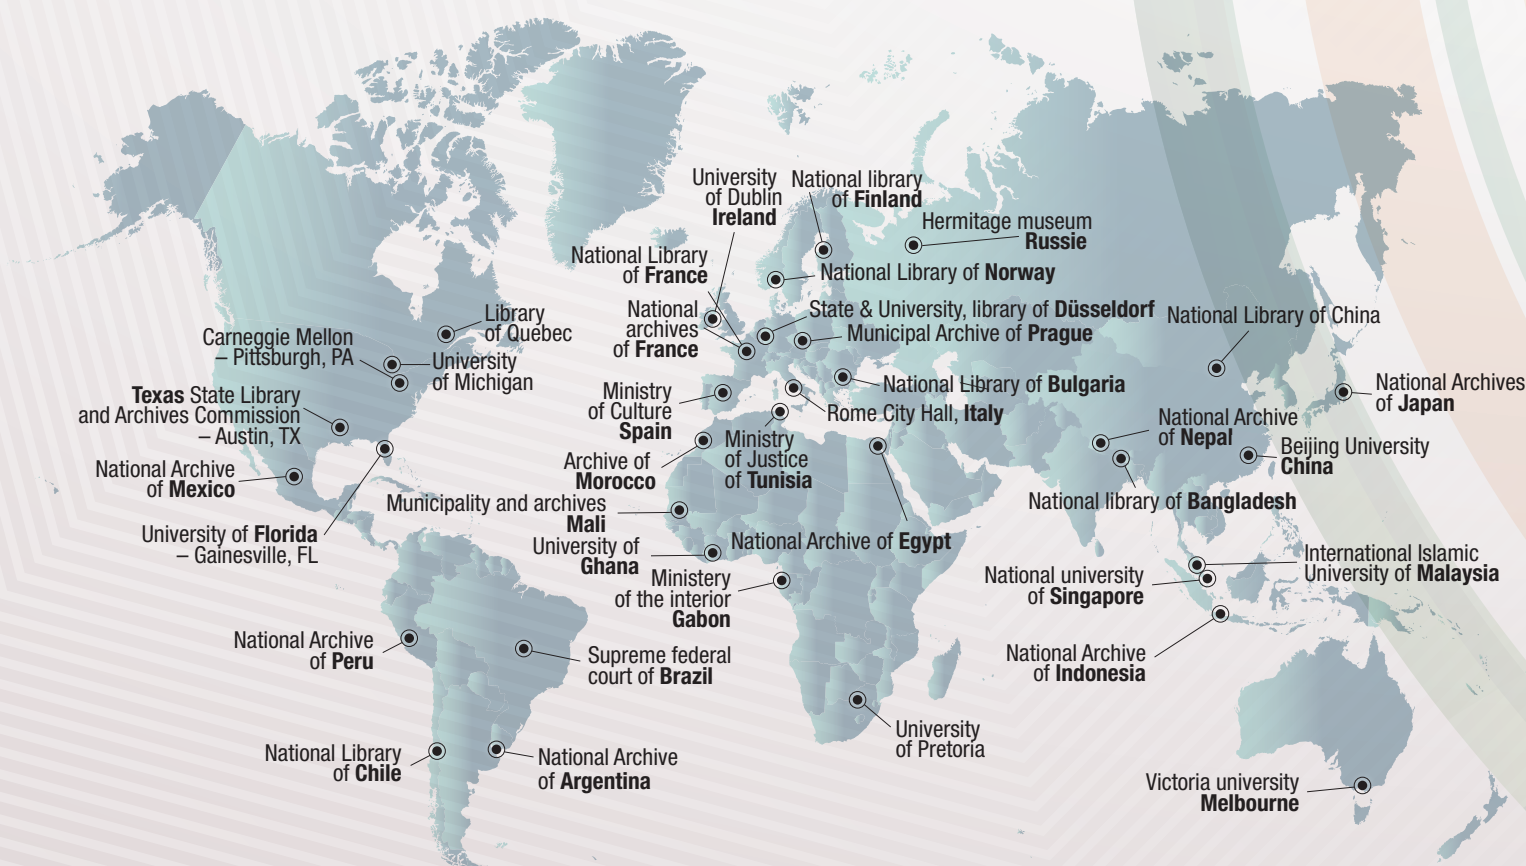 University
of Dublin
Ireland
National library
of Finland
Hermitage museum
Russie
National Library
of France
National Library of Norway
National
archives
of France
State & University, library of Düsseldorf
Municipal Archive of Prague
National Library of China
Library
of Québec
Carneggie Mellon
– Pittsburgh, PA
University
of Michigan
Texas State Library
and Archives Commission
– Austin, TX
Ministry
of Culture
Spain
National Library of Bulgaria
Rome City Hall, Italy
National Archives
of Japan
National Archive
of Nepal
Beijing University
China
Ministry
of Justice
of Tunisia
Archive of
Morocco
National Archive
of Mexico
Municipality and archives
Mali
National library of Bangladesh
University of Florida
– Gainesville, FL
University of
Ghana
National Archive of Egypt
Ministery
of the interior
Gabon
International Islamic
University of Malaysia
National university
of Singapore
National Archive
of Peru
Supreme federal
court of Brazil
National Archive
of Indonesia
University
of Pretoria
National Library
of Chile
National Archive
of Argentina
Victoria university
Melbourne